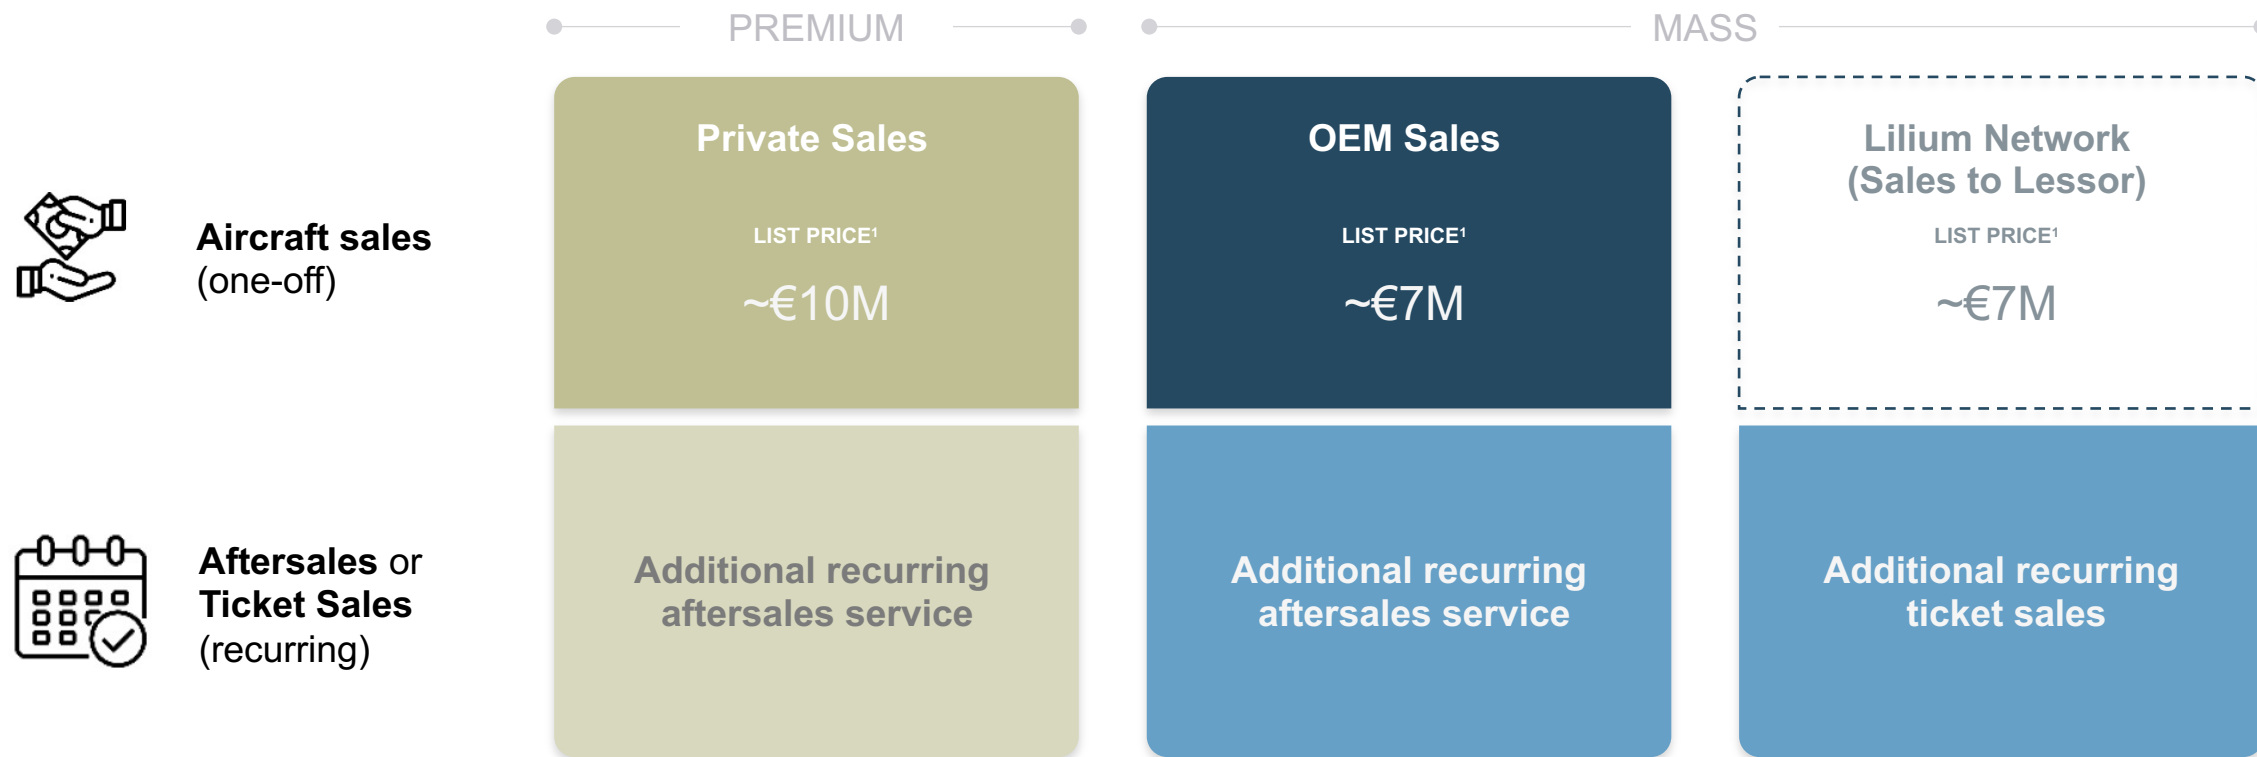 PREMIUM
MASS
Aircraft sales
(one-off)
Private Sales
LIST PRICE¹
~€10M
OEM Sales
LIST PRICE¹
~€7M
Lilium Network
(Sales to Lessor)
LIST PRICE¹
~€7M
Aftersales or
Ticket Sales
(recurring)
Additional recurring
aftersales service
Additional recurring
aftersales service
Additional recurring
ticket sales